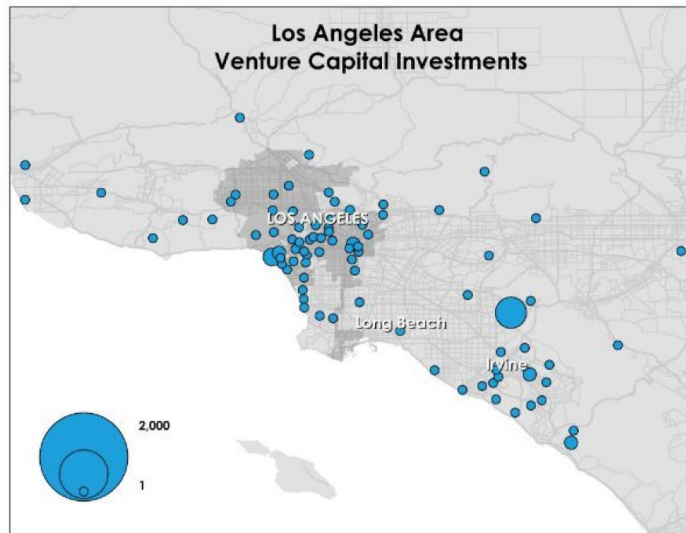 Los Angeles Area
Venture Capital Investments
LOS ANGELES
Long Beach
Irvine
2,000
1